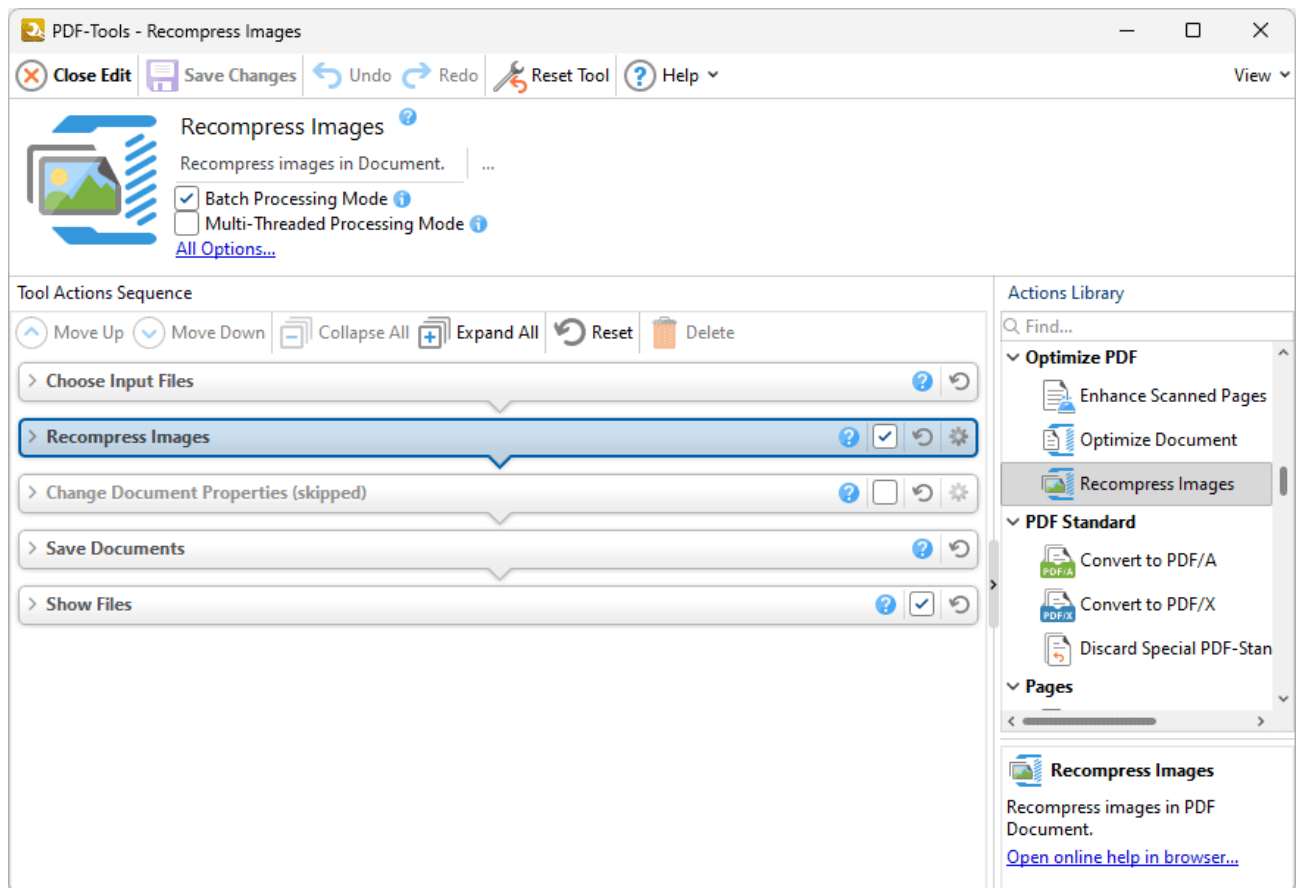 PDF-Tools - Recompress Images
Close Edit Save Changes Undo Redo Reset Tool Help View
Recompress Images
Recompress images in Document. ...
Batch Processing Mode
Multi-Threaded Processing Mode
All Options...
Tool Actions Sequence
Move Up Move Down Collapse All Expand All Reset Delete
Choose Input Files
Recompress Images
Change Document Properties (skipped)
Save Documents
Show Files
Actions Library
Find...
Optimize PDF
Enhance Scanned Pages
Optimize Document
Recompress Images
PDF Standard
PDF/A Convert to PDF/A
PDF/X Convert to PDF/X
Discard Special PDF-Stan
Pages
Recompress Images
Recompress images in PDF
Document.
Open online help in browser...